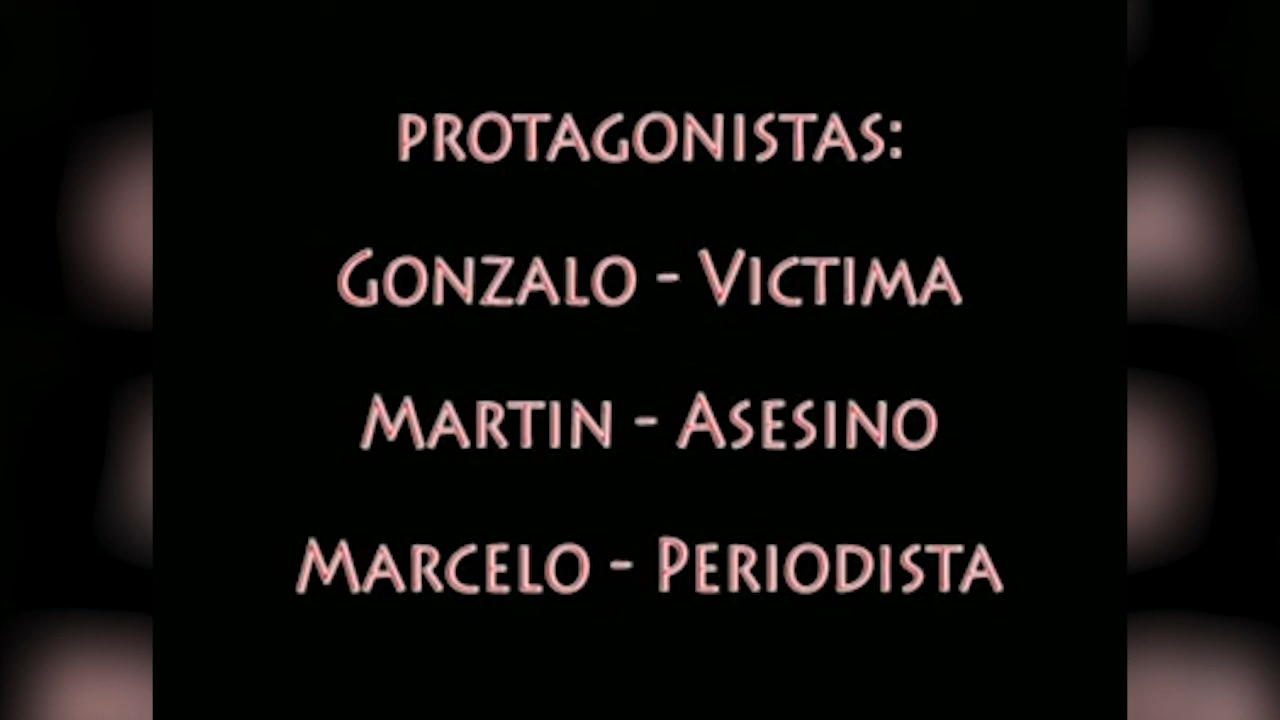 PROTAGONISTAS:
GONZALO - VICTIMA
MARTIN - ASESINO
MARCELO - PERIODISTA